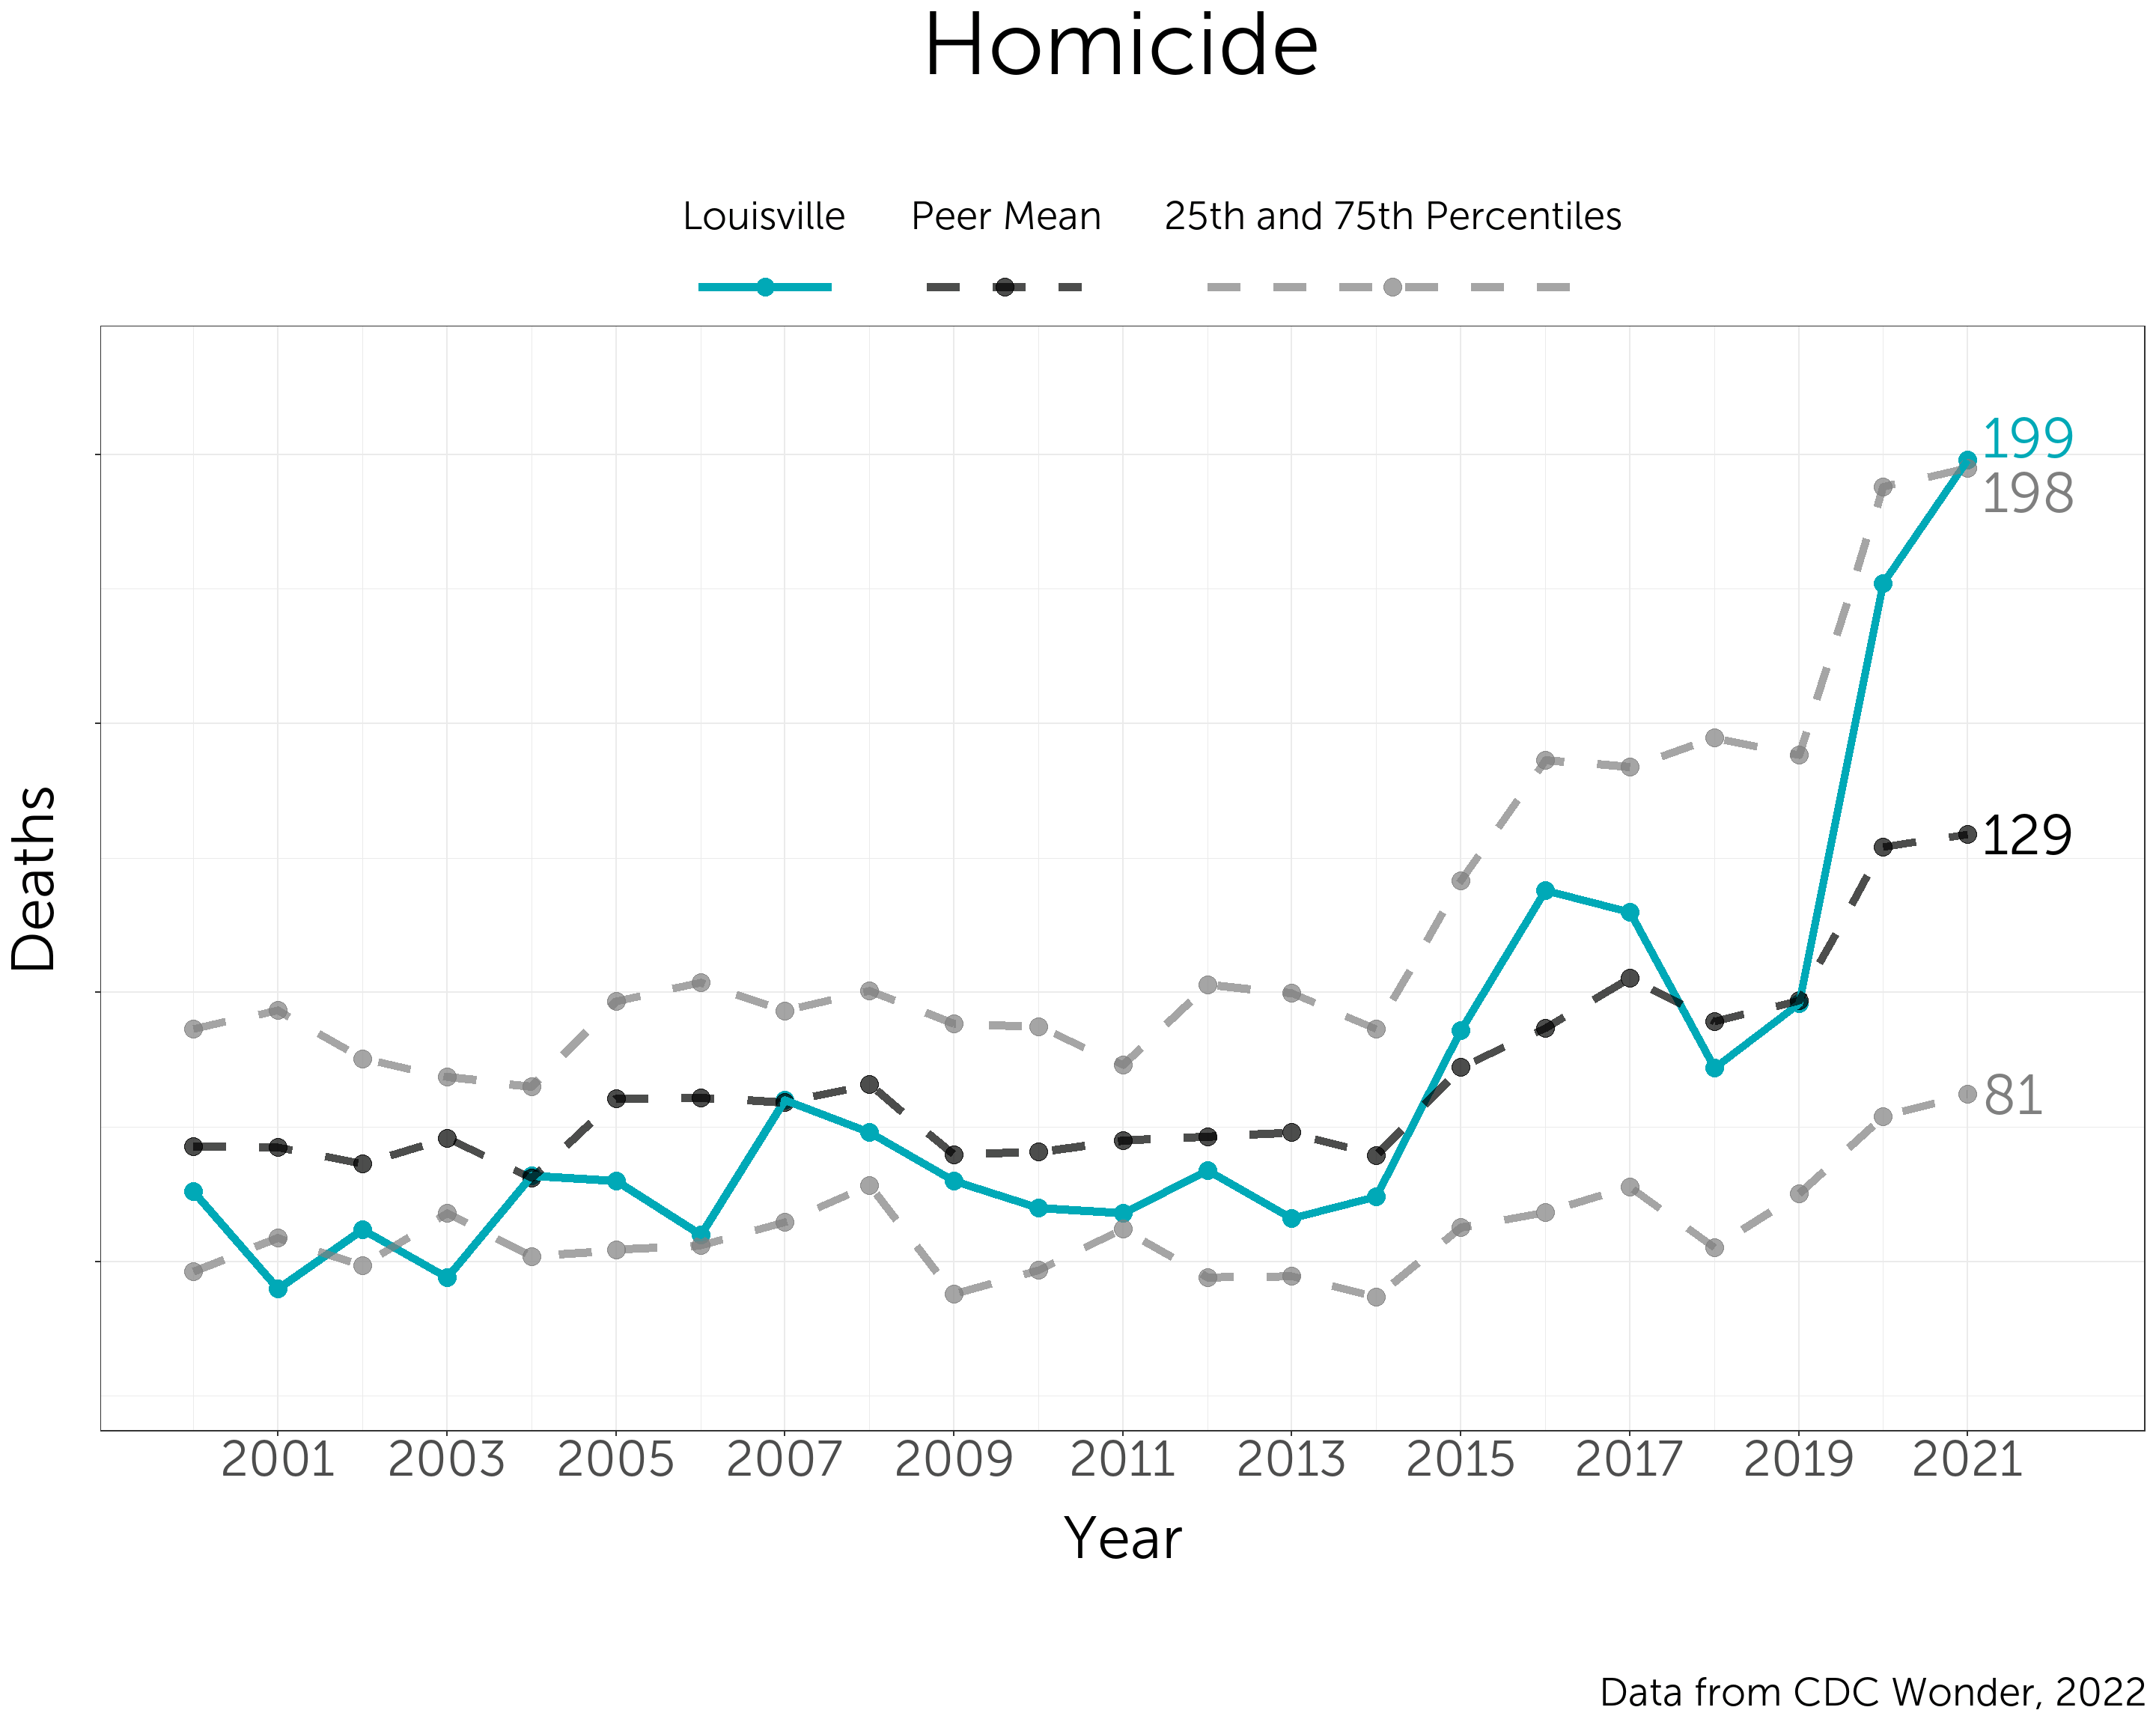 Homicide
Louisville Peer Mean 25th and 75th Percentiles
199
198
129
81
Deaths
2001 2003 2005 2007 2009 2011 2013 2015 2017 2019 2021
Year
Data from CDC Wonder, 2022